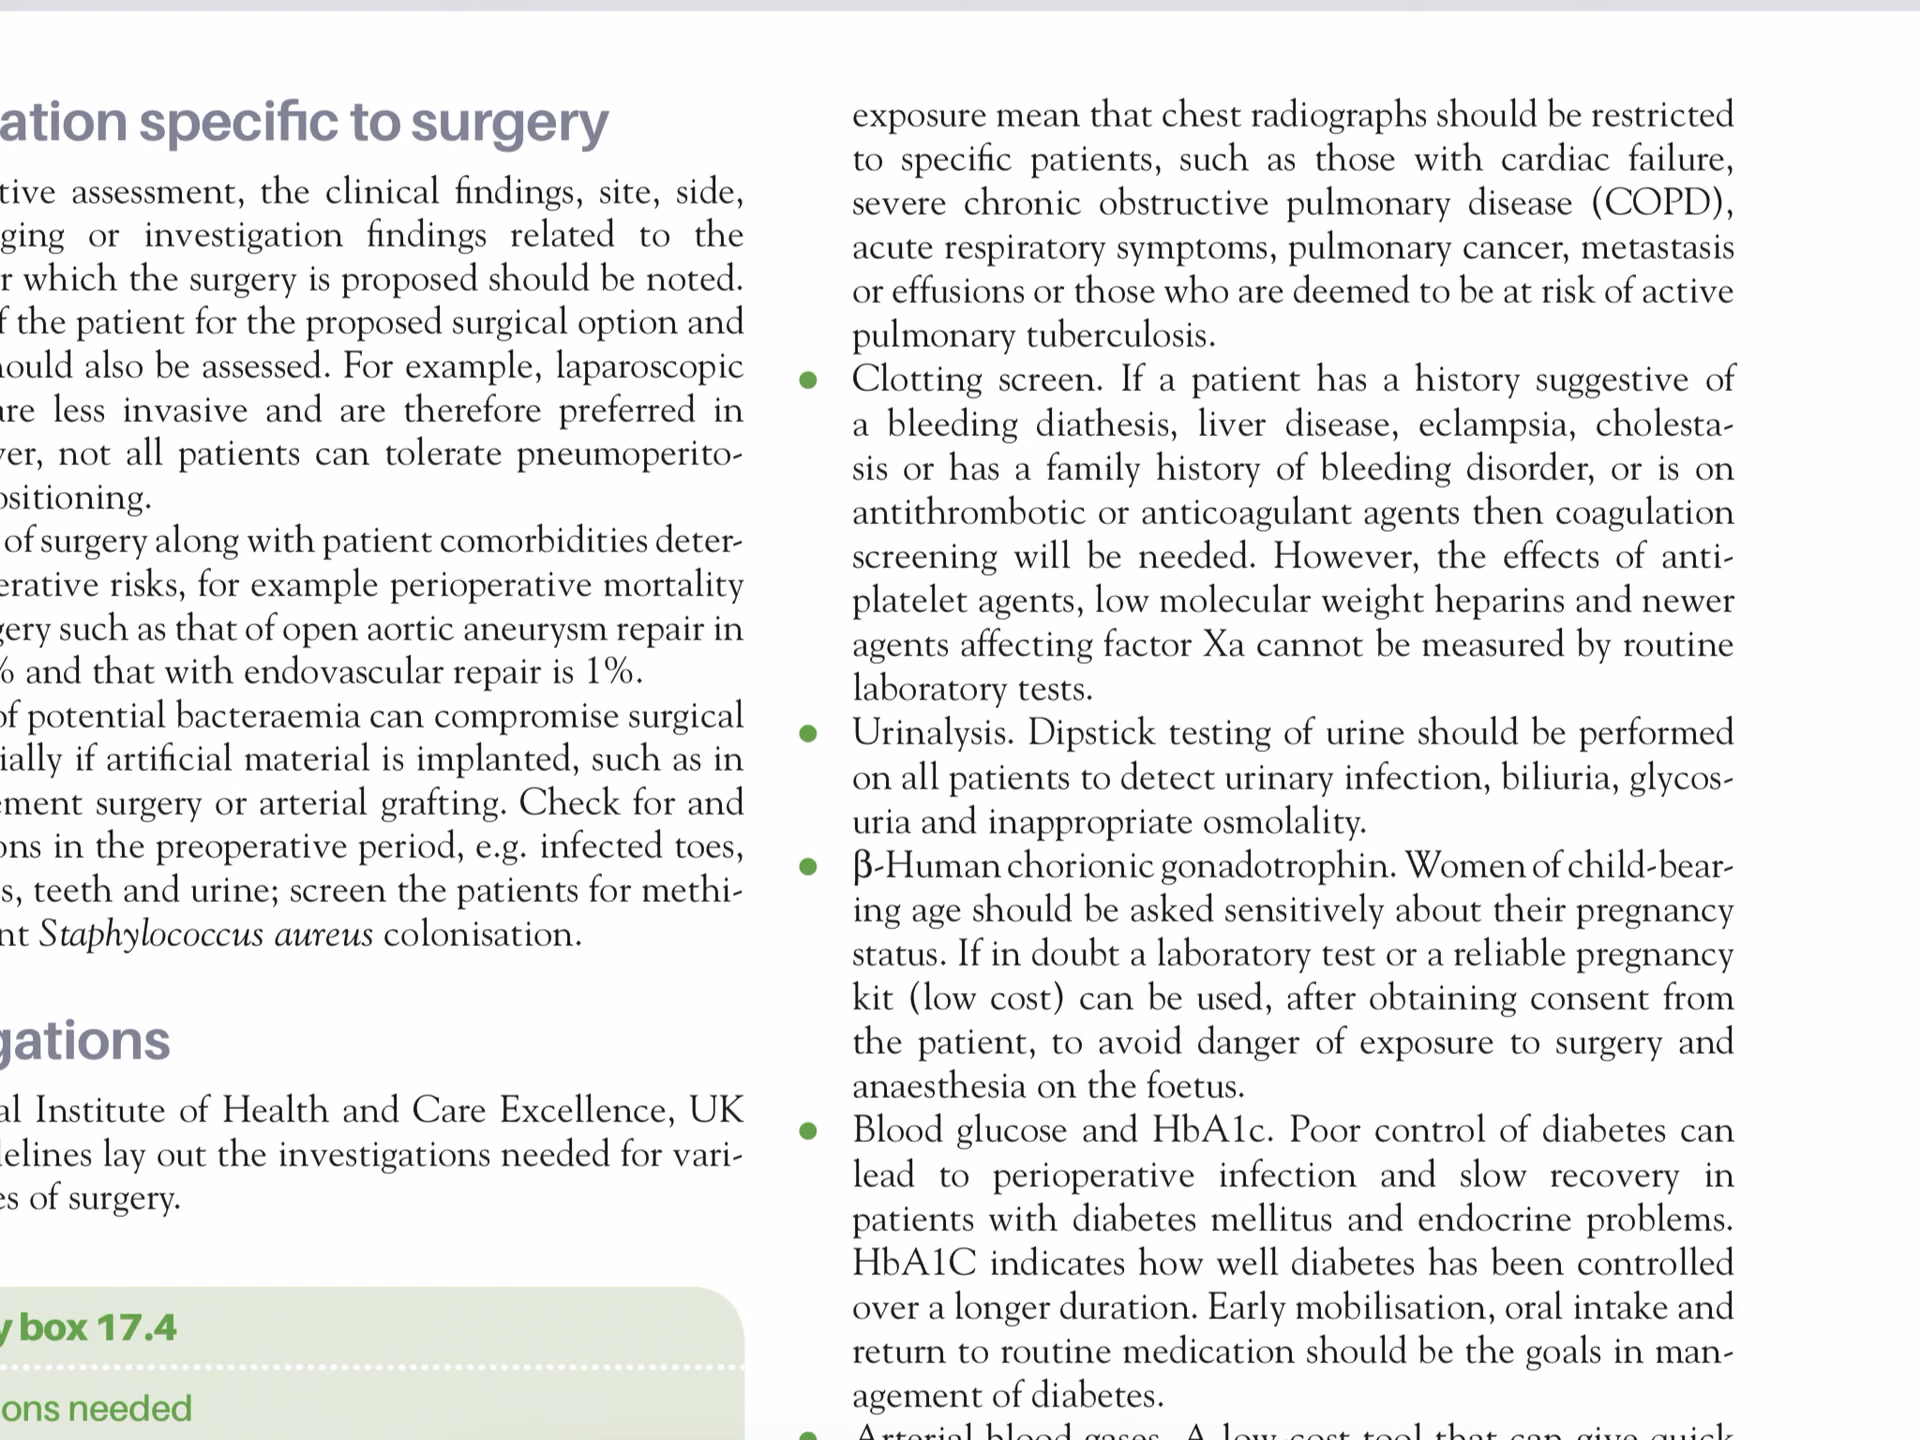 ation specific to surgery
tive assessment, the clinical findings, site, side,
ging or investigation findings related to the
r which the surgery is proposed should be noted.
f the patient for the proposed surgical option and
ould also be assessed. For example, laparoscopic
are less invasive and are therefore preferred in
ver, not all patients can tolerate pneumoperito-
ositioning.
of surgery along with patient comorbidities deter-
erative risks, for example perioperative mortality
gery such as that of open aortic aneurysm repair in
% and that with endovascular repair is 1%.
of potential bacteraemia can compromise surgical
ially if artificial material is implanted, such as in
ement surgery or arterial grafting. Check for and
ons in the preoperative period, e.g. infected toes,
s, teeth and urine; screen the patients for methi-
nt Staphylococcus aureus colonisation.
gations
al Institute of Health and Care Excellence, UK
delines lay out the investigations needed for vari-
es of surgery.
y box 17.4
ons needed
exposure mean that chest radiographs should be restricted
to specific patients, such as those with cardiac failure,
severe chronic obstructive pulmonary disease (COPD),
acute respiratory symptoms, pulmonary cancer, metastasis
or effusions or those who are deemed to be at risk of active
pulmonary tuberculosis.
● Clotting screen. If a patient has a history suggestive of
a bleeding diathesis, liver disease, eclampsia, cholesta-
sis or has a family history of bleeding disorder, or is on
antithrombotic or anticoagulant agents then coagulation
screening will be needed. However, the effects of anti-
platelet agents, low molecular weight heparins and newer
agents affecting factor Xa cannot be measured by routine
laboratory tests.
● Urinalysis. Dipstick testing of urine should be performed
on all patients to detect urinary infection, biliuria, glycos-
uria and inappropriate osmolality.
● β-Human chorionic gonadotrophin. Women of child-bear-
ing age should be asked sensitively about their pregnancy
status. If in doubt a laboratory test or a reliable pregnancy
kit (low cost) can be used, after obtaining consent from
the patient, to avoid danger of exposure to surgery and
anaesthesia on the foetus.
● Blood glucose and HbA1c. Poor control of diabetes can
lead to perioperative infection and slow recovery in
patients with diabetes mellitus and endocrine problems.
HbA1C indicates how well diabetes has been controlled
over a longer duration. Early mobilisation, oral intake and
return to routine medication should be the goals in man-
agement of diabetes.
● Arterial blood gases. A low cost tool that can give quick